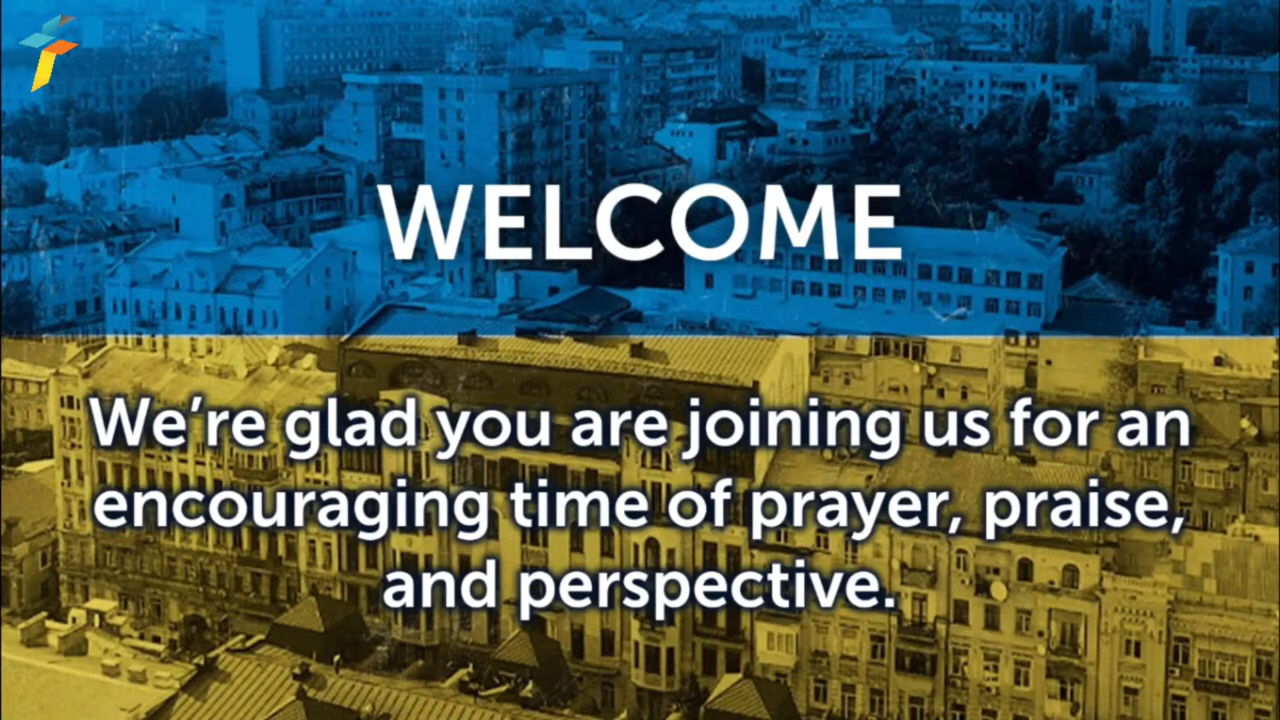 WELCOME
We’re glad you are joining us for an
encouraging time of prayer, praise,
and perspective.